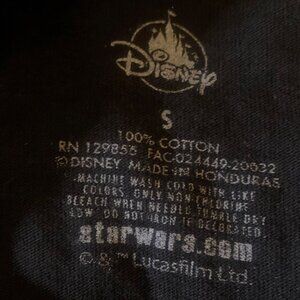 Disney
S
100% COTTON
RN 129855 FAC-024449-20632
© DISNEY MADE IN HONDURAS
MACHINE WASH COLD WITH LIKE
COLORS. ONLY NON-CHLORINE
BLEACH WHEN NEEDED. TUMBLE DRY
LOW. DO NOT IRON IF DECORATED.
starwars.com
© & ™ Lucasfilm Ltd.